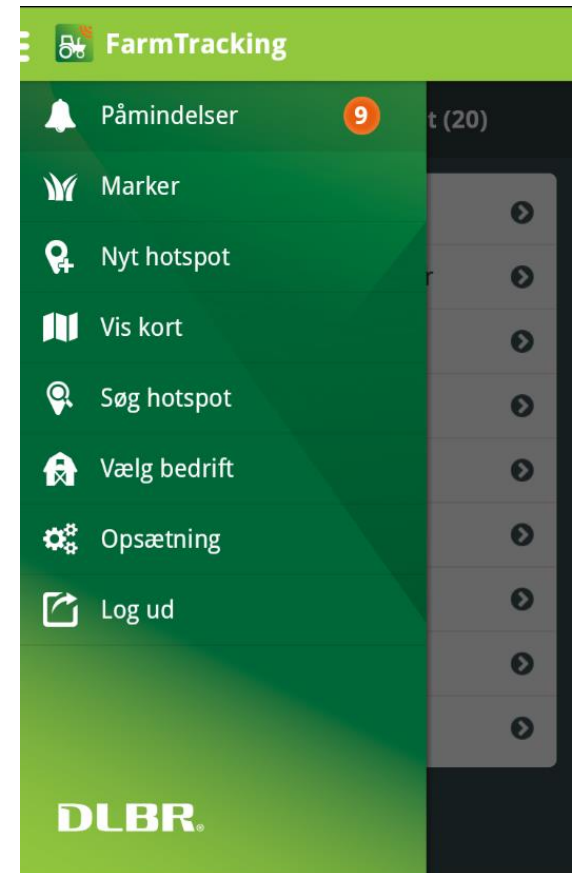 FarmTracking
Påmindelser 9
t (20)
Marker
Nyt hotspot
r
Vis kort
Søg hotspot
Vælg bedrift
Opsætning
Log ud
DLBR®